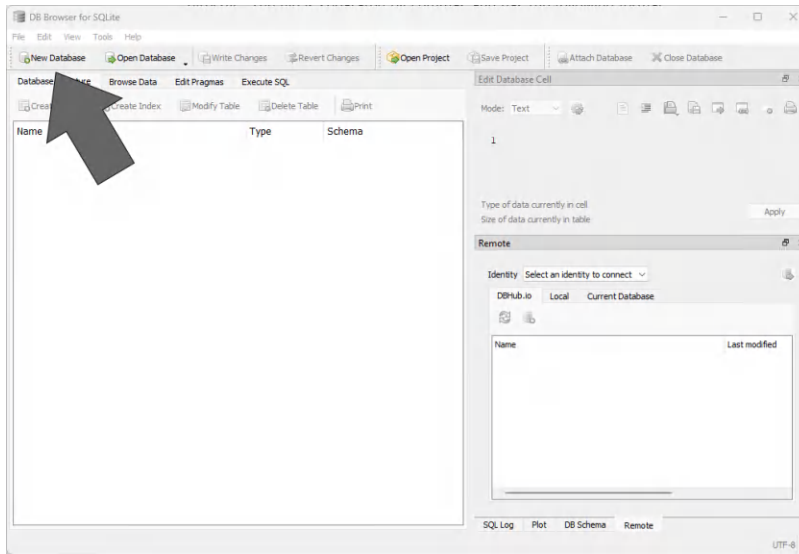 DB Browser for SQLite
File Edit View Tools Help
New Database Open Database Write Changes Revert Changes Open Project Save Project Attach Database Close Database
Database Browse Data Edit Pragmas Execute SQL
Create Index Modify Table Delete Table Print
Name Type Schema
Edit Database Cell
Mode: Text
1
Type of data currently in cell
Size of data currently in table
Apply
Remote
Identity Select an identity to connect
DBHub.io Local Current Database
Name Last modified
SQL Log Plot DB Schema Remote
UTF-8